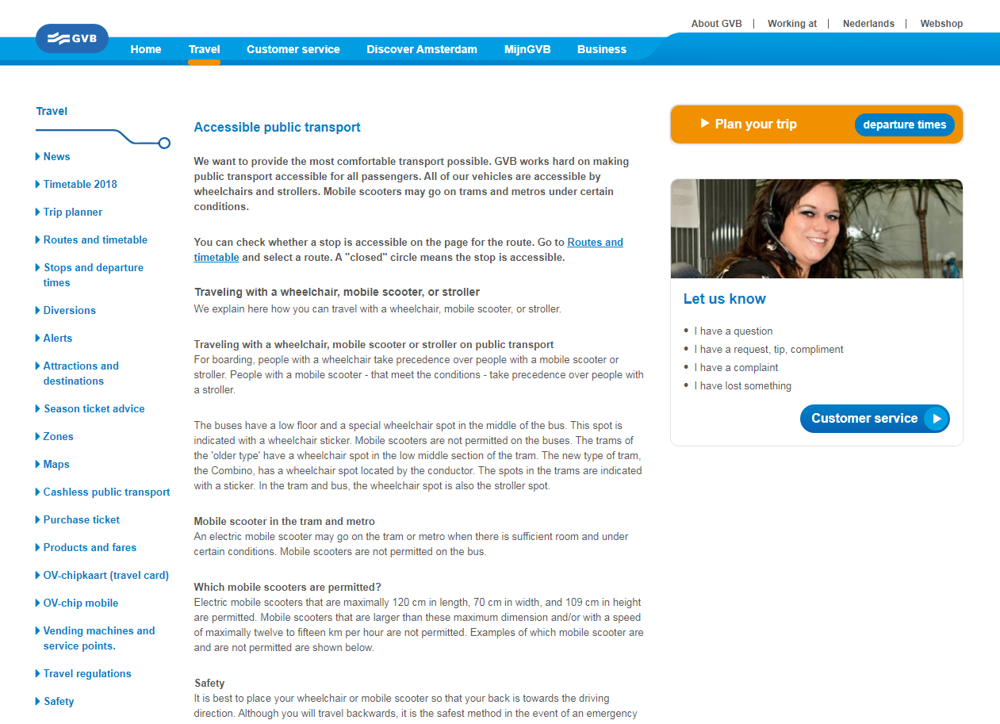 About GVB | Working at | Nederlands | Webshop
GVB
Home Travel Customer service Discover Amsterdam MijnGVB Business
Travel
News
Timetable 2018
Trip planner
Routes and timetable
Stops and departure
times
Diversions
Alerts
Attractions and
destinations
Season ticket advice
Zones
Maps
Cashless public transport
Purchase ticket
Products and fares
OV-chipkaart (travel card)
OV-chip mobile
Vending machines and
service points.
Travel regulations
Safety
Accessible public transport
We want to provide the most comfortable transport possible. GVB works hard on making
public transport accessible for all passengers. All of our vehicles are accessible by
wheelchairs and strollers. Mobile scooters may go on trams and metros under certain
conditions.
You can check whether a stop is accessible on the page for the route. Go to Routes and
timetable and select a route. A "closed" circle means the stop is accessible.
Traveling with a wheelchair, mobile scooter, or stroller
We explain here how you can travel with a wheelchair, mobile scooter, or stroller.
Traveling with a wheelchair, mobile scooter or stroller on public transport
For boarding, people with a wheelchair take precedence over people with a mobile scooter or
stroller. People with a mobile scooter - that meet the conditions - take precedence over people with
a stroller.
The buses have a low floor and a special wheelchair spot in the middle of the bus. This spot is
indicated with a wheelchair sticker. Mobile scooters are not permitted on the buses. The trams of
the 'older type' have a wheelchair spot in the low middle section of the tram. The new type of tram,
the Combino, has a wheelchair spot located by the conductor. The spots in the trams are indicated
with a sticker. In the tram and bus, the wheelchair spot is also the stroller spot.
Mobile scooter in the tram and metro
An electric mobile scooter may go on the tram or metro when there is sufficient room and under
certain conditions. Mobile scooters are not permitted on the bus.
Which mobile scooters are permitted?
Electric mobile scooters that are maximally 120 cm in length, 70 cm in width, and 109 cm in height
are permitted. Mobile scooters that are larger than these maximum dimension and/or with a speed
of maximally twelve to fifteen km per hour are not permitted. Examples of which mobile scooter are
and are not permitted are shown below.
Safety
It is best to place your wheelchair or mobile scooter so that your back is towards the driving
direction. Although you will travel backwards, it is the safest method in the event of an emergency
Plan your trip departure times
Let us know
• I have a question
• I have a request, tip, compliment
• I have a complaint
• I have lost something
Customer service